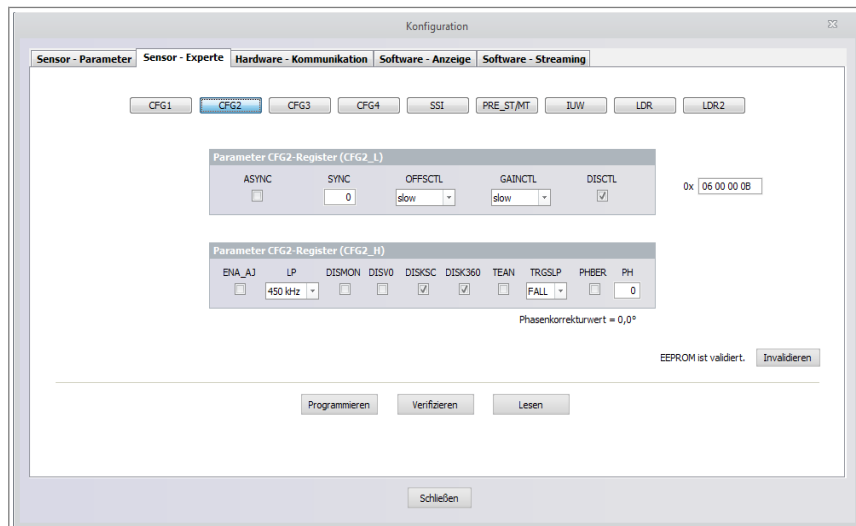 Konfiguration
Sensor - Parameter Sensor - Experte Hardware - Kommunikation Software - Anzeige Software - Streaming
CFG1 CFG2 CFG3 CFG4 SSI PRE_ST/MT IUW LDR LDR2
Parameter CFG2-Register (CFG2_L)
ASYNC SYNC OFFSCTL GAINCTL DISCTL
0 slow slow 0x 06 00 00 0B
Parameter CFG2-Register (CFG2_H)
ENA_AJ LP DISMON DISV0 DISKSC DISK360 TEAN TRGSLP PHBER PH
450 kHz FALL 0
Phasenkorrekturwert = 0,0°
EEPROM ist validiert. Invalidieren
Programmieren Verifizieren Lesen
Schließen